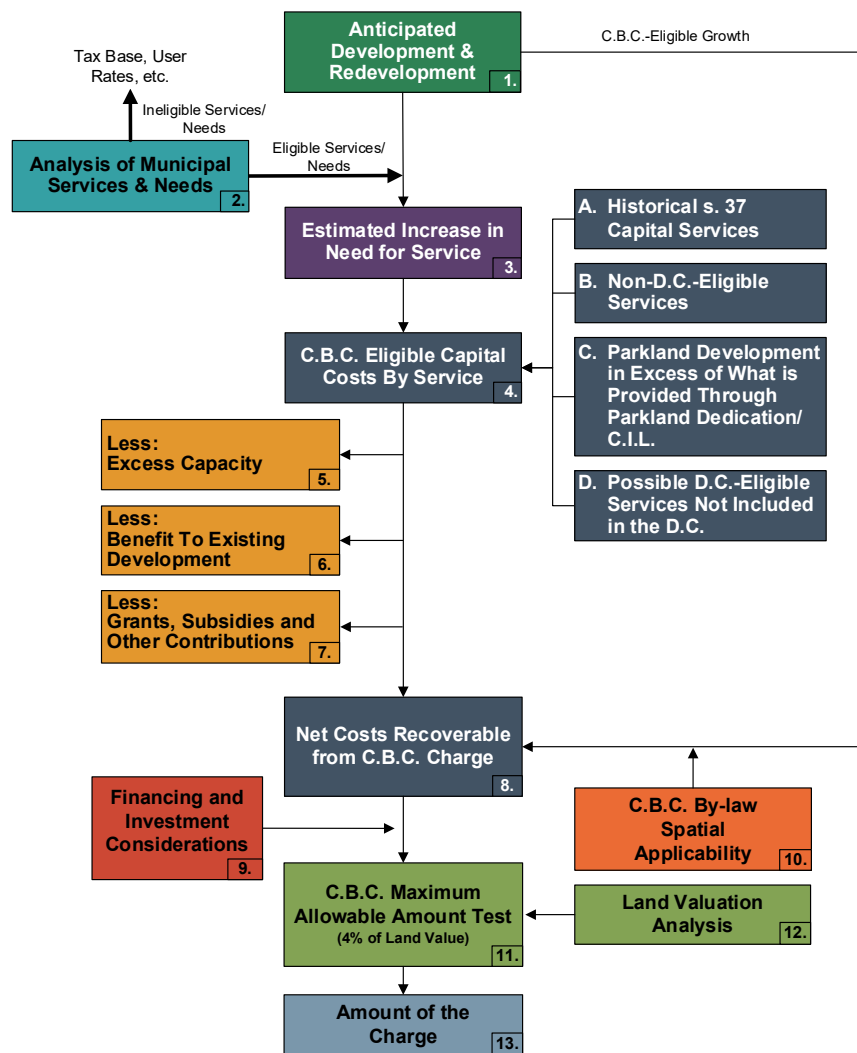 Anticipated
Development &
Redevelopment
1.
C.B.C.-Eligible Growth
Tax Base, User
Rates, etc.
Ineligible Services/
Needs
Analysis of Municipal
Services & Needs
2.
Eligible Services/
Needs
Estimated Increase in
Need for Service
3.
C.B.C. Eligible Capital
Costs By Service
4.
A. Historical s. 37
Capital Services
B. Non-D.C.-Eligible
Services
C. Parkland Development
in Excess of What is
Provided Through
Parkland Dedication/
C.I.L.
D. Possible D.C.-Eligible
Services Not Included
in the D.C.
Less:
Excess Capacity
5.
Less:
Benefit To Existing
Development
6.
Less:
Grants, Subsidies and
Other Contributions
7.
Net Costs Recoverable
from C.B.C. Charge
8.
Financing and
Investment
Considerations
9.
C.B.C. By-law
Spatial
Applicability
10.
C.B.C. Maximum
Allowable Amount Test
(4% of Land Value)
11.
Land Valuation
Analysis
12.
Amount of the
Charge
13.